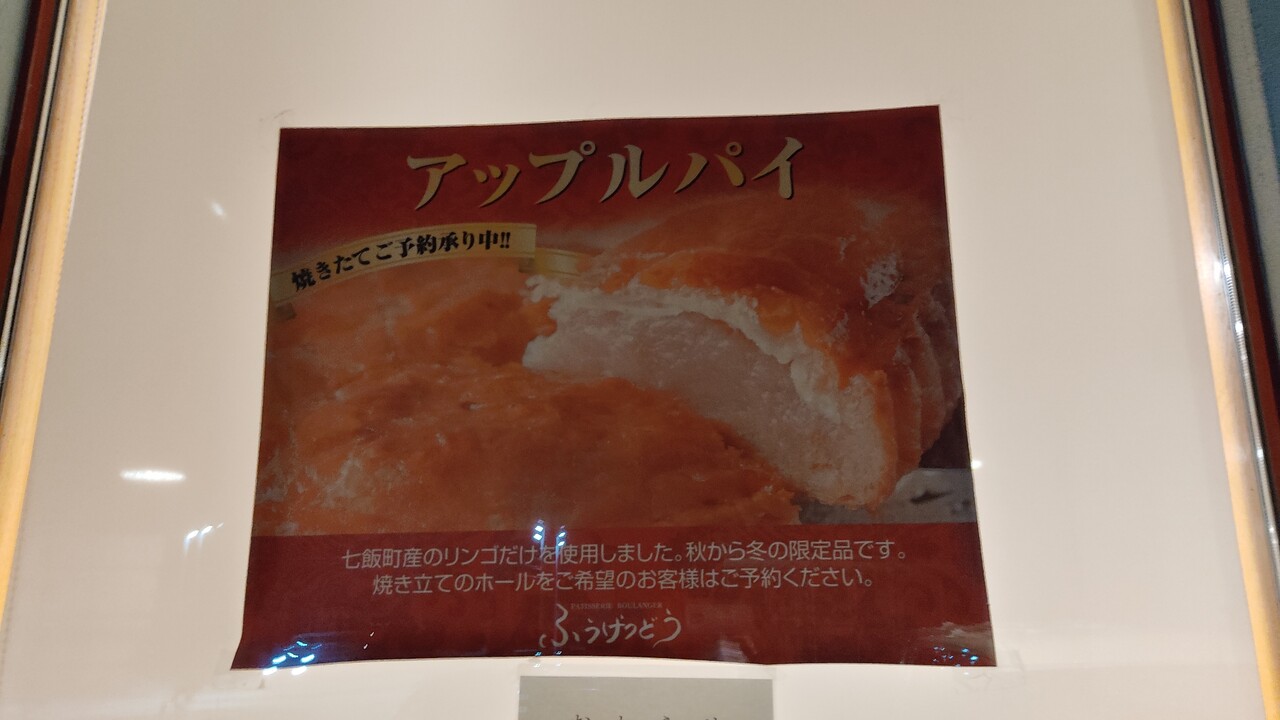 アップルパイ
焼きたてご予約承り中!!
七飯町産のリンゴだけを使用しました。秋から冬の限定品です。
焼き立てのホールをご希望のお客様はご予約ください。
PATISSERIE BOULANGER
ふうげつどう